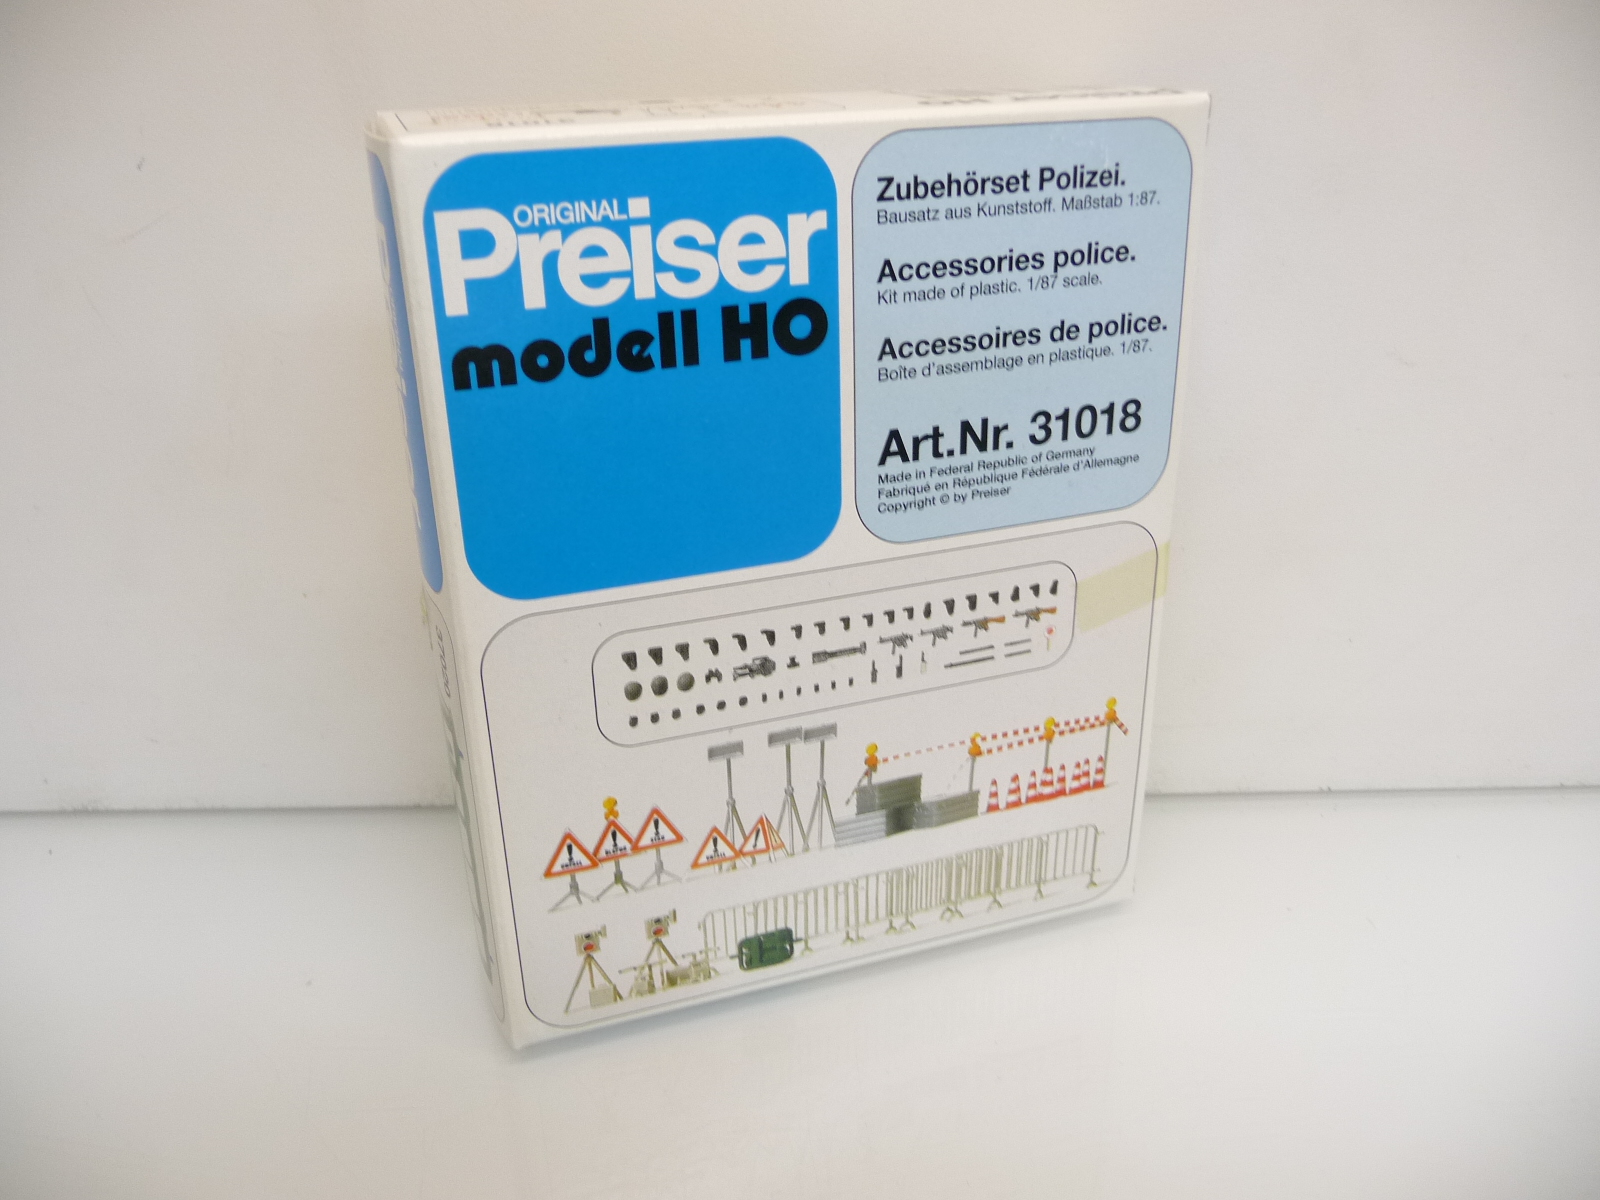 ORIGINAL
Preiser
modell HO
Zubehörset Polizei.
Bausatz aus Kunststoff. Maßstab 1:87.
Accessories police.
Kit made of plastic. 1/87 scale.
Accessoires de police.
Boîte d'assemblage en plastique. 1/87.
Art.Nr. 31018
Made in Federal Republic of Germany
Fabriqué en République Fédérale d'Allemagne
Copyright © by Preiser